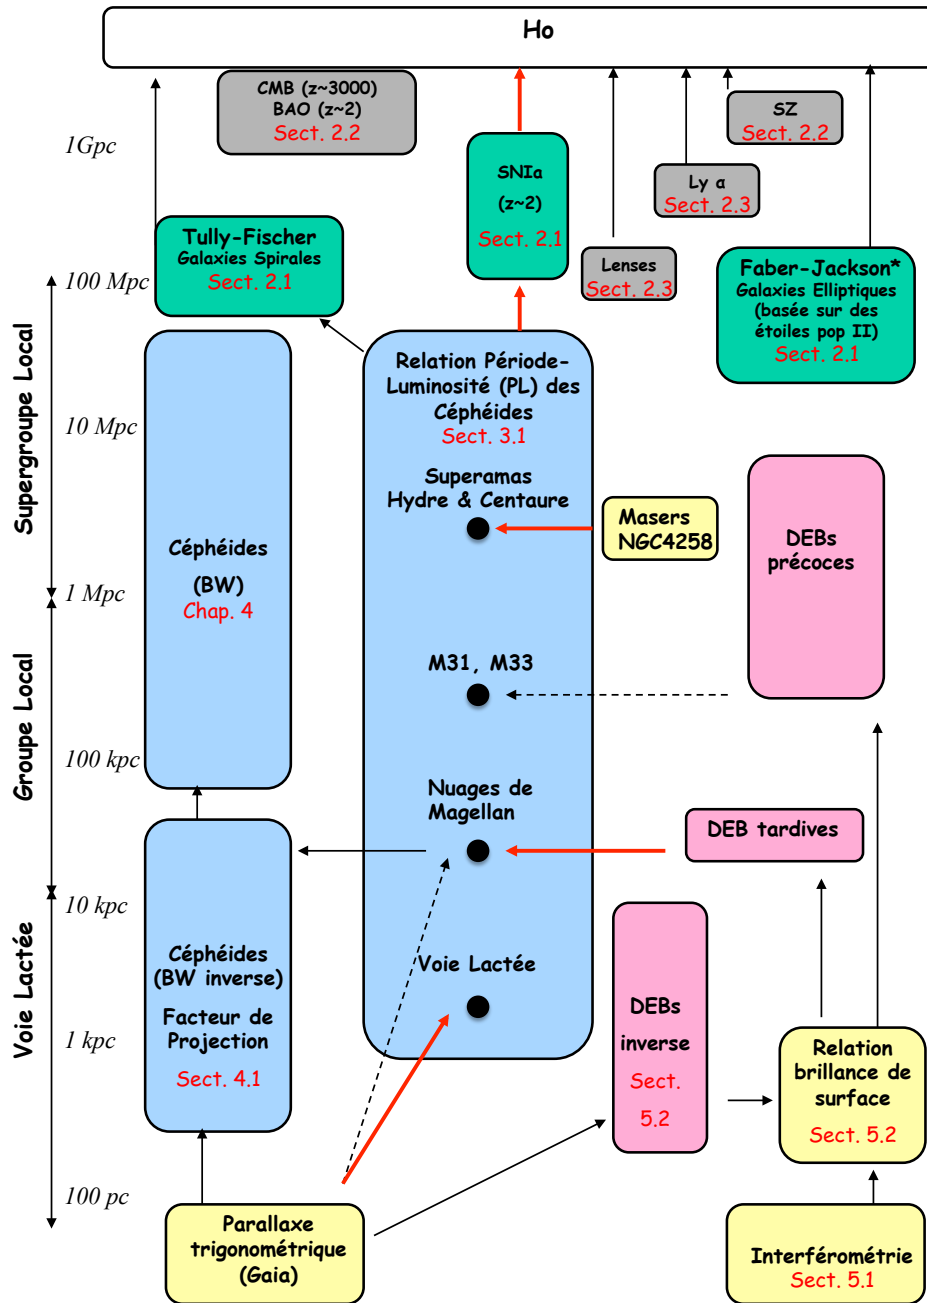 Ho
CMB (z~3000)
BAO (z~2)
Sect. 2.2
SZ
Sect. 2.2
1Gpc
SNIa
(z~2)
Sect. 2.1
Ly α
Sect. 2.3
Tully-Fischer
Galaxies Spirales
Sect. 2.1
Lenses
Sect. 2.3
Faber-Jackson*
Galaxies Elliptiques
(basée sur des
étoiles pop II)
Sect. 2.1
100 Mpc
Supergroupe Local
Relation Période-
Luminosité (PL) des
Céphéides
Sect. 3.1
10 Mpc
Superamas
Hydre & Centaure
Masers
NGC4258
DEBs
précoces
Céphéides
(BW)
Chap. 4
1 Mpc
Groupe Local
M31, M33
100 kpc
Nuages de
Magellan
DEB tardives
10 kpc
Voie Lactée
Céphéides
(BW inverse)
Facteur de
Projection
Sect. 4.1
Voie Lactée
DEBs
inverse
Sect.
5.2
1 kpc
Relation
brillance de
surface
Sect. 5.2
100 pc
Parallaxe
trigonométrique
(Gaia)
Interférométrie
Sect. 5.1